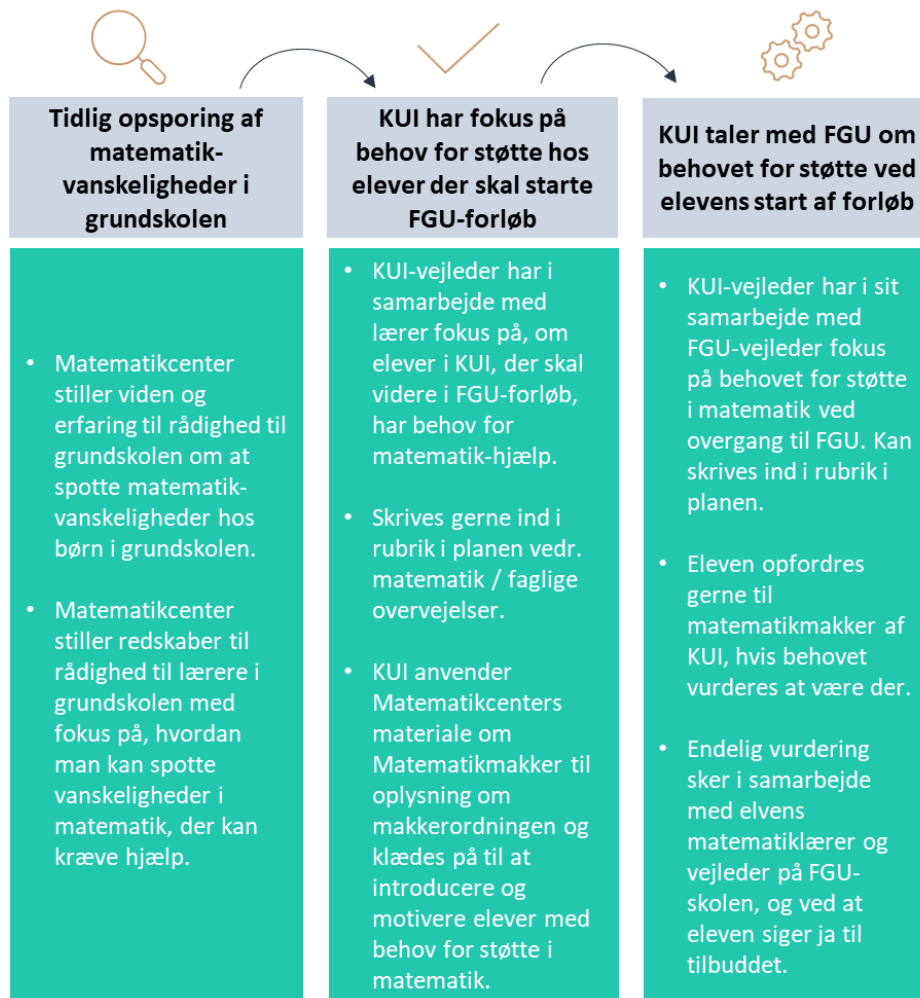 Tidlig opsporing af
matematik-
vanskeligheder i
grundskolen
• Matematikcenter
stiller viden og
erfaring til rådighed til
grundskolen om at
spotte matematik-
vanskeligheder hos
børn i grundskolen.
• Matematikcenter
stiller redskaber til
rådighed til lærere i
grundskolen med
fokus på, hvordan
man kan spotte
vanskeligheder i
matematik, der kan
kræve hjælp.
KUI har fokus på
behov for støtte hos
elever der skal starte
FGU-forløb
• KUI-vejleder har i
samarbejde med
lærer fokus på, om
elever i KUI, der skal
videre i FGU-forløb,
har behov for
matematik-hjælp.
• Skrives gerne ind i
rubrik i planen vedr.
matematik / faglige
overvejelser.
• KUI anvender
Matematikcenters
materiale om
Matematikmakker til
oplysning om
makkerordningen og
klædes på til at
introducere og
motivere elever med
behov for støtte i
matematik.
KUI taler med FGU om
behovet for støtte ved
elevens start af forløb
• KUI-vejleder har i sit
samarbejde med
FGU-vejleder fokus
på behovet for støtte
i matematik ved
overgang til FGU. Kan
skrives ind i rubrik i
planen.
• Eleven opfordres
gerne til
matematikmakker af
KUI, hvis behovet
vurderes at være der.
• Endelig vurdering
sker i samarbejde
med elvens
matematiklærer og
vejleder på FGU-
skolen, og ved at
eleven siger ja til
tilbuddet.